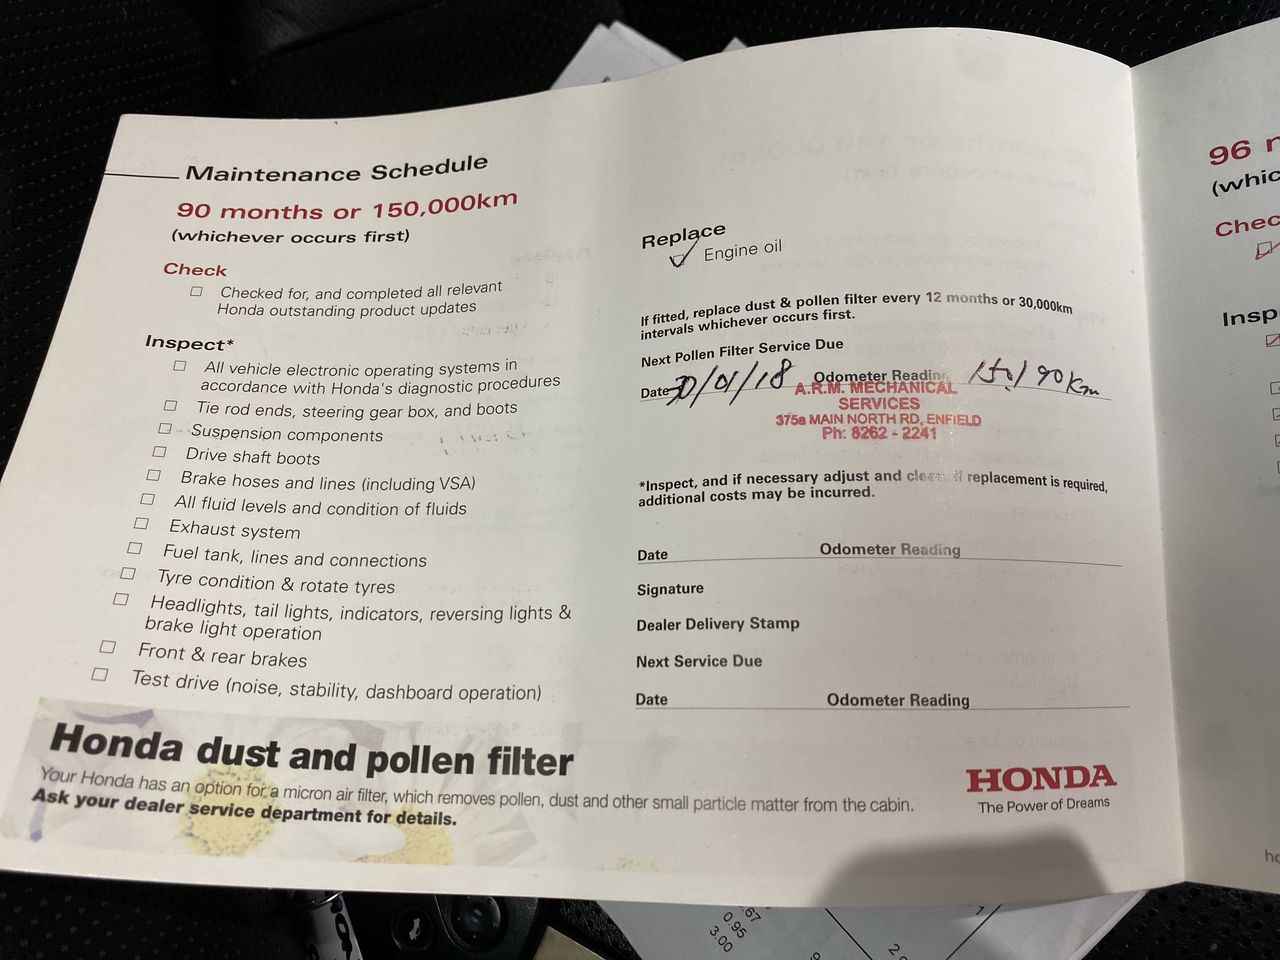 Maintenance Schedule
90 months or 150,000km
(whichever occurs first)
Check
Checked for, and completed all relevant
Honda outstanding product updates
Inspect*
All vehicle electronic operating systems in
accordance with Honda's diagnostic procedures
Tie rod ends, steering gear box, and boots
Suspension components
Drive shaft boots
Brake hoses and lines (including VSA)
All fluid levels and condition of fluids
Exhaust system
Fuel tank, lines and connections
Tyre condition & rotate tyres
Headlights, tail lights, indicators, reversing lights &
brake light operation
Front & rear brakes
Test drive (noise, stability, dashboard operation)
Honda dust and pollen filter
Your Honda has an option for a micron air filter, which removes pollen, dust and other small particle matter from the cabin.
Ask your dealer service department for details.
Replace
Engine oil
If fitted, replace dust & pollen filter every 12 months or 30,000km
intervals whichever occurs first.
Next Pollen Filter Service Due
Date 30/01/18 Odometer Reading
A.R.M. MECHANICAL
SERVICES
375a MAIN NORTH RD, ENFIELD
Ph: 8262 - 2241
*Inspect, and if necessary adjust and clean. If replacement is required,
additional costs may be incurred.
Date Odometer Reading
Signature
Dealer Delivery Stamp
Next Service Due
Date Odometer Reading
HONDA
The Power of Dreams
96
0.95
3.00